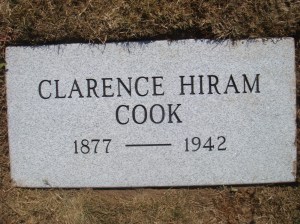 CLARENCE HIRAM
COOK
1877 — 1942